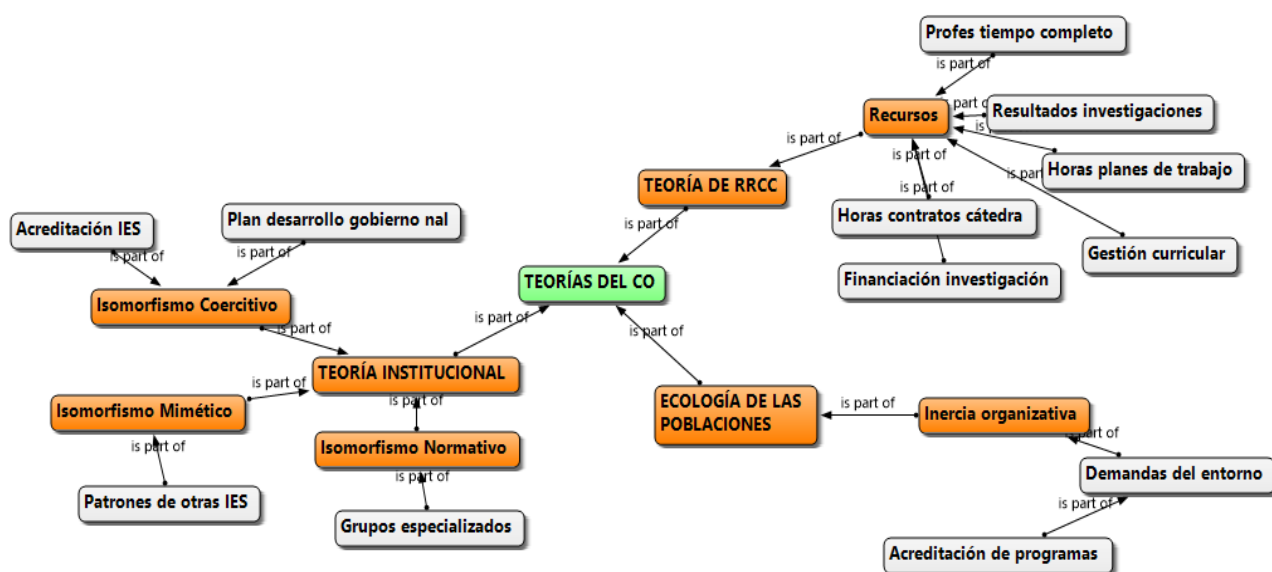 Profes tiempo completo
is part of
Recursos
is part o
Resultados investigaciones
is p
is part of
is part of
Horas planes de trabajo
is par
TEORÍA DE RRCC
is part of
Horas contratos cátedra
Gestión curricular
Financiación investigación
is part of
Acreditación IES
Plan desarrollo gobierno nal
is part of
is part of
Isomorfismo Coercitivo
TEORÍAS DEL CO
is part of
is part of
TEORÍA INSTITUCIONAL
is part of
Isomorfismo Mimético
is part of
is part of
Isomorfismo Normativo
ECOLOGÍA DE LAS
POBLACIONES
is part of
Inercia organizativa
is part of
Patrones de otras IES
is part of
Grupos especializados
Demandas del entorno
is part of
Acreditación de programas